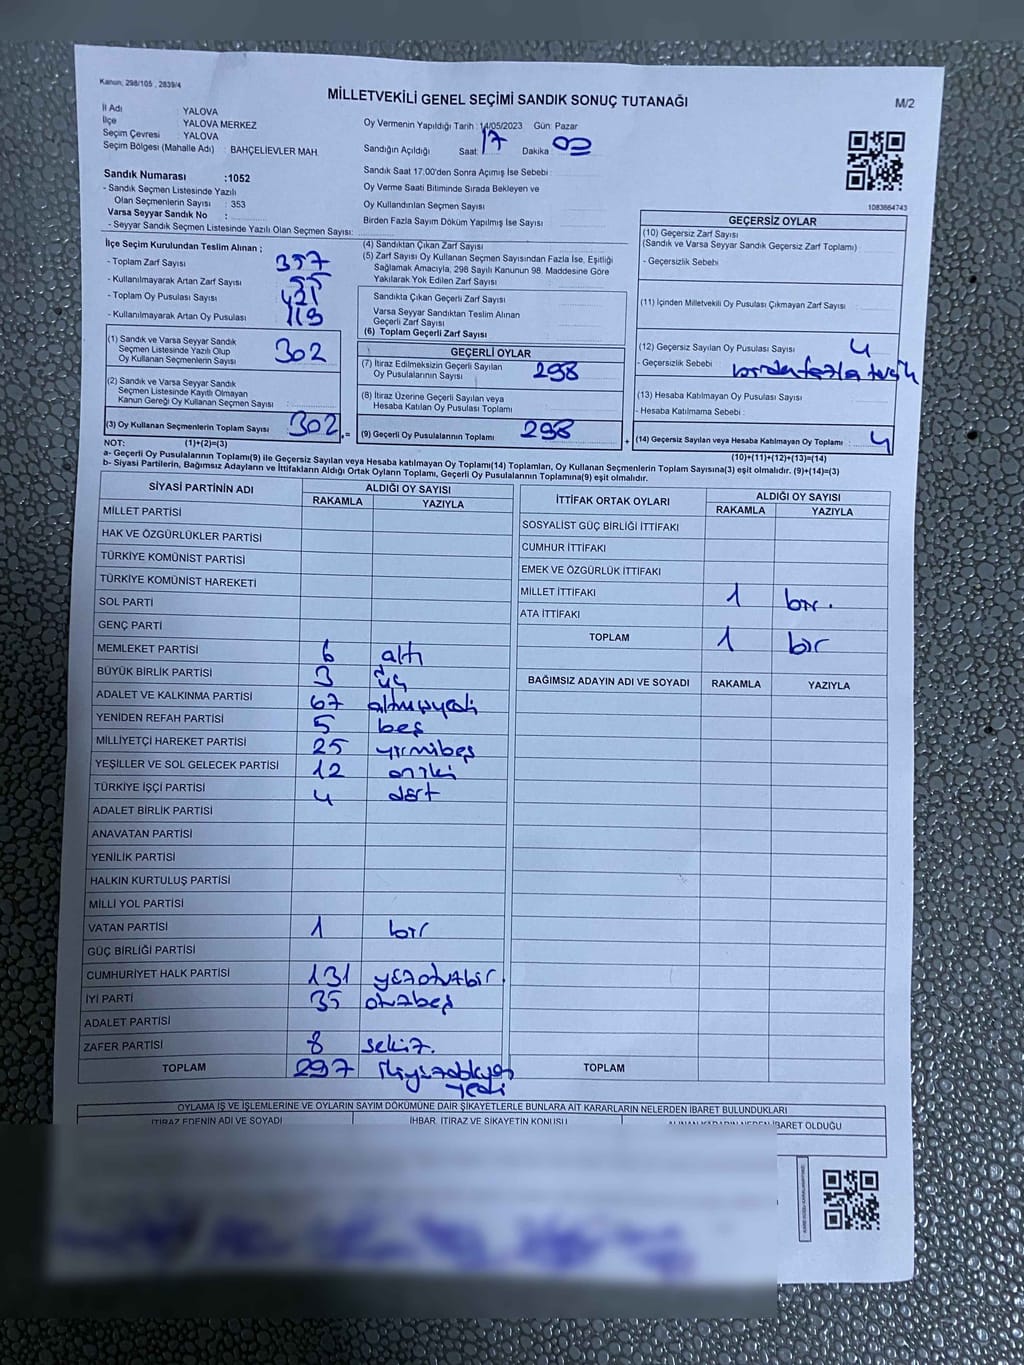 Kanun; 298/105 , 2839/4
MİLLETVEKİLİ GENEL SEÇİMİ SANDIK SONUÇ TUTANAĞI
M/2
İl Adı : YALOVA
İlçe : YALOVA MERKEZ
Seçim Çevresi : YALOVA
Seçim Bölgesi (Mahalle Adı) : BAHÇELİEVLER MAH.
Oy Vermenin Yapıldığı Tarih : 14/05/2023 Gün: Pazar
Sandığın Açıldığı Saat: 17 Dakika: 00
Sandık Saat 17.00'den Sonra Açımış İse Sebebi :
Oy Verme Saati Bitiminde Sırada Bekleyen ve
Oy Kullandırılan Seçmen Sayısı :
Birden Fazla Sayım Döküm Yapılmış İse Sayısı :
Sandık Numarası :1052
- Sandık Seçmen Listesinde Yazılı
Olan Seçmenlerin Sayısı : 353
Varsa Seyyar Sandık No :
- Seyyar Sandık Seçmen Listesinde Yazılı Olan Seçmen Sayısı:
1083664743
İlçe Seçim Kurulundan Teslim Alınan ;
- Toplam Zarf Sayısı : 357
- Kullanılmayarak Artan Zarf Sayısı : 55
- Toplam Oy Pusulası Sayısı : 421
- Kullanılmayarak Artan Oy Pusulası : 119
(1) Sandık ve Varsa Seyyar Sandık
Seçmen Listesinde Yazılı Olup
Oy Kullanan Seçmenlerin Sayısı : 302
(2) Sandık ve Varsa Seyyar Sandık
Seçmen Listesinde Kayıtlı Olmayan
Kanun Gereği Oy Kullanan Seçmen Sayısı :
(3) Oy Kullanan Seçmenlerin Toplam Sayısı : 302 =
(4) Sandıktan Çıkan Zarf Sayısı :
(5) Zarf Sayısı Oy Kullanan Seçmen Sayısından Fazla İse, Eşitliği
Sağlamak Amacıyla, 298 Sayılı Kanunun 98. Maddesine Göre
Yakılarak Yok Edilen Zarf Sayısı :
Sandıkta Çıkan Geçerli Zarf Sayısı :
Varsa Seyyar Sandıktan Teslim Alınan
Geçerli Zarf Sayısı :
(6) Toplam Geçerli Zarf Sayısı :
GEÇERLİ OYLAR
(7) İtiraz Edilmeksizin Geçerli Sayılan
Oy Pusulalarının Sayısı : 298
(8) İtiraz Üzerine Geçerli Sayılan veya
Hesaba Katılan Oy Pusulası Toplamı :
(9) Geçerli Oy Pusulalarının Toplamı : 298 +
GEÇERSİZ OYLAR
(10) Geçersiz Zarf Sayısı
(Sandık ve Varsa Seyyar Sandık Geçersiz Zarf Toplamı) :
- Geçersizlik Sebebi :
(11) İçinden Milletvekili Oy Pusulası Çıkmayan Zarf Sayısı :
(12) Geçersiz Sayılan Oy Pusulası Sayısı : 4
- Geçersizlik Sebebi : birden fazla tercih
(13) Hesaba Katılmayan Oy Pusulası Sayısı :
- Hesaba Katılmama Sebebi :
(14) Geçersiz Sayılan veya Hesaba Katılmayan Oy Toplamı : 4
NOT: (1)+(2)=(3)
(10)+(11)+(12)+(13)=(14)
a- Geçerli Oy Pusulalarının Toplamı(9) ile Geçersiz Sayılan veya Hesaba katılmayan Oy Toplamı(14) Toplamları, Oy Kullanan Seçmenlerin Toplam Sayısına(3) eşit olmalıdır. (9)+(14)=(3)
b- Siyasi Partilerin, Bağımsız Adayların ve İttifakların Aldığı Ortak Oyların Toplamı, Geçerli Oy Pusulalarının Toplamına(9) eşit olmalıdır.
SİYASİ PARTİNİN ADI ALDIĞI OY SAYISI
RAKAMLA YAZIYLA
MİLLET PARTİSİ
HAK VE ÖZGÜRLÜKLER PARTİSİ
TÜRKİYE KOMÜNİST PARTİSİ
TÜRKİYE KOMÜNİST HAREKETİ
SOL PARTİ
GENÇ PARTİ
MEMLEKET PARTİSİ 6 altı
BÜYÜK BİRLİK PARTİSİ 3 üç
ADALET VE KALKINMA PARTİSİ 67 altmışyedi
YENİDEN REFAH PARTİSİ 5 beş
MİLLİYETÇİ HAREKET PARTİSİ 25 yirmibeş
YEŞİLLER VE SOL GELECEK PARTİSİ 12 oniki
TÜRKİYE İŞÇİ PARTİSİ 4 dört
ADALET BİRLİK PARTİSİ
ANAVATAN PARTİSİ
YENİLİK PARTİSİ
HALKIN KURTULUŞ PARTİSİ
MİLLİ YOL PARTİSİ
VATAN PARTİSİ 1 bir
GÜÇ BİRLİĞİ PARTİSİ
CUMHURİYET HALK PARTİSİ 131 yüzotuzbir.
İYİ PARTİ 35 otuzbeş
ADALET PARTİSİ
ZAFER PARTİSİ 8 sekiz.
TOPLAM 297 ikiyüzdoksan
yedi
İTTİFAK ORTAK OYLARI ALDIĞI OY SAYISI
RAKAMLA YAZIYLA
SOSYALİST GÜÇ BİRLİĞİ İTTİFAKI
CUMHUR İTTİFAKI
EMEK VE ÖZGÜRLÜK İTTİFAKI
MİLLET İTTİFAKI 1 bir.
ATA İTTİFAKI
TOPLAM 1 bir
BAĞIMSIZ ADAYIN ADI VE SOYADI RAKAMLA YAZIYLA
TOPLAM
OYLAMA İŞ VE İŞLEMLERİNE VE OYLARIN SAYIM DÖKÜMÜNE DAİR ŞİKAYETLERLE BUNLARA AİT KARARLARIN NELERDEN İBARET BULUNDUKLARI
İTİRAZ EDENİN ADI VE SOYADI İHBAR, İTİRAZ VE ŞİKAYETİN KONUSU ALINAN KARARIN NEDEN İBARET OLDUĞU